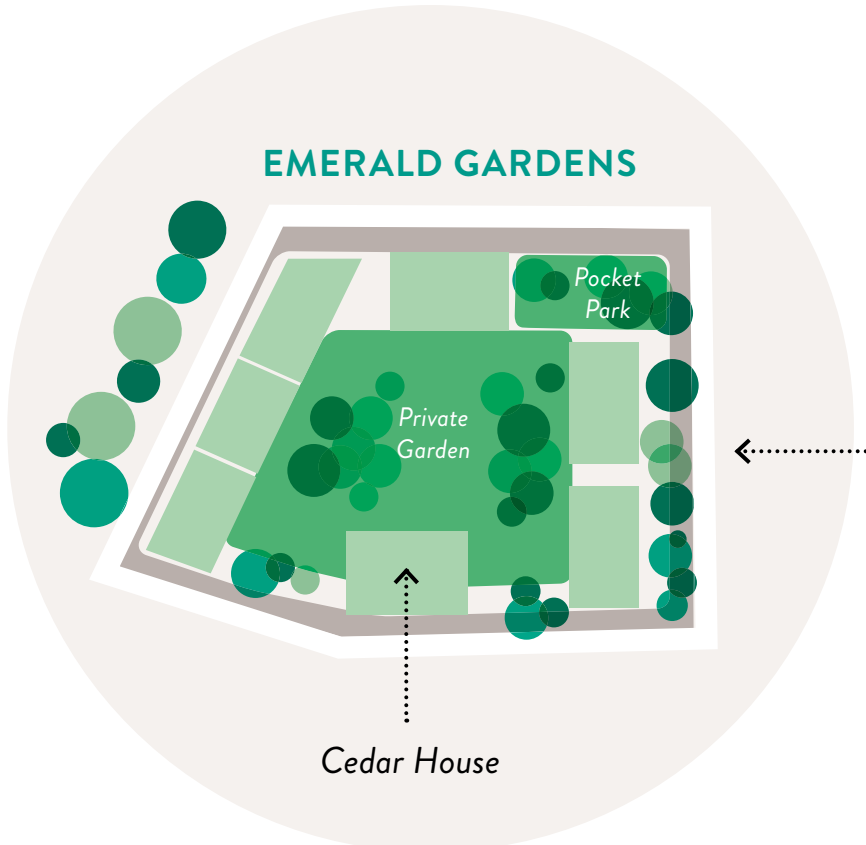 EMERALD GARDENS
Pocket
Park
Private
Garden
Cedar House